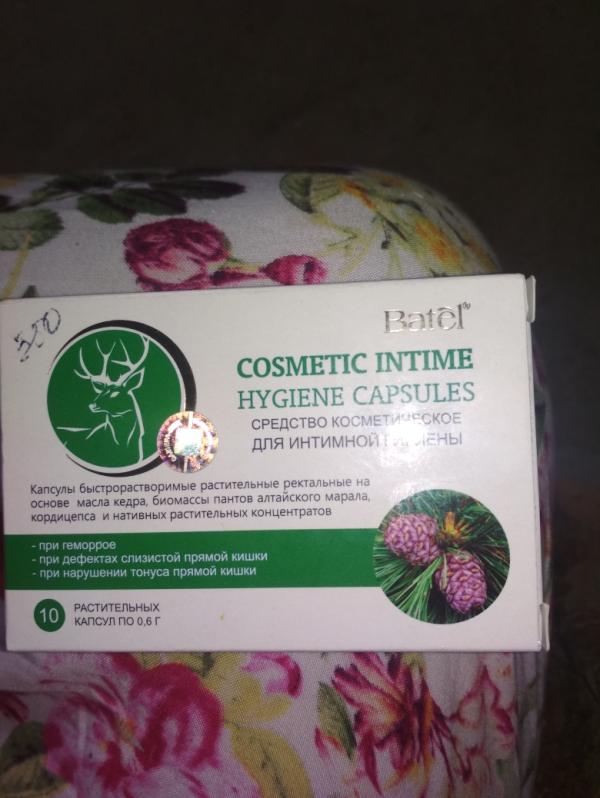 500
Batel
COSMETIC INTIME
HYGIENE CAPSULES
СРЕДСТВО КОСМЕТИЧЕСКОЕ
ДЛЯ ИНТИМНОЙ ГИГИЕНЫ
Капсулы быстрорастворимые растительные ректальные на
основе масла кедра, биомассы пантов алтайского марала,
кордицепса и нативных растительных концентратов
- при геморрое
- при дефектах слизистой прямой кишки
- при нарушении тонуса прямой кишки
10 РАСТИТЕЛЬНЫХ
КАПСУЛ ПО 0,6 Г